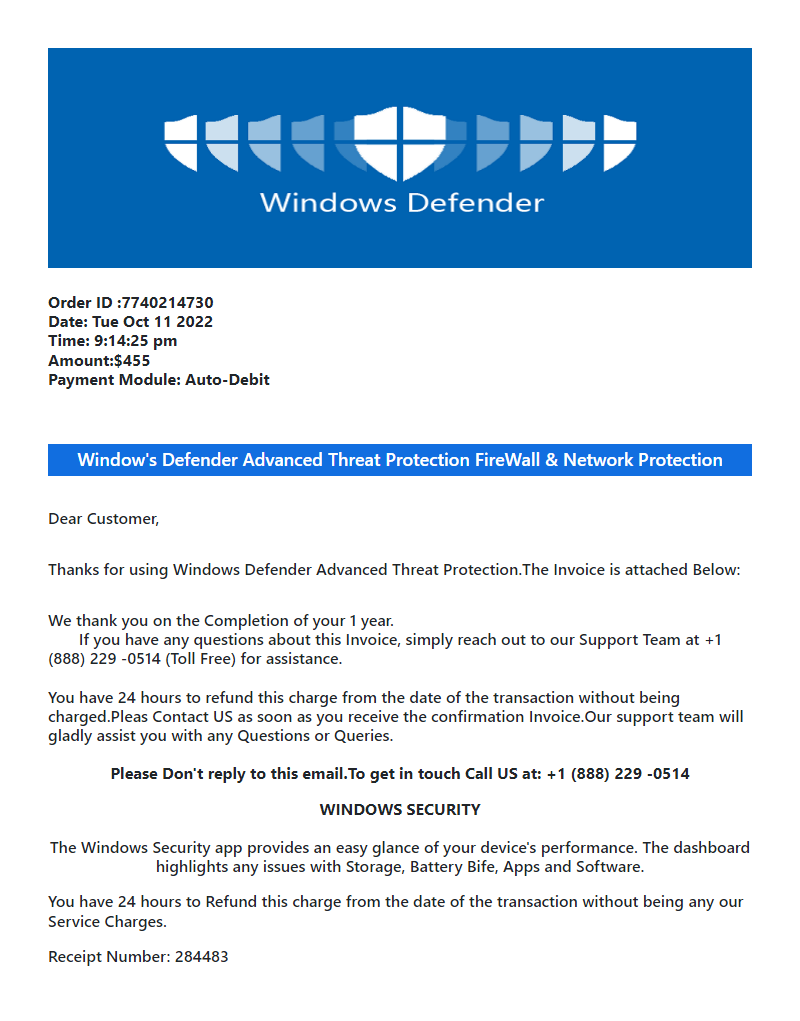 Windows Defender
Order ID :7740214730
Date: Tue Oct 11 2022
Time: 9:14:25 pm
Amount:$455
Payment Module: Auto-Debit
Window's Defender Advanced Threat Protection FireWall & Network Protection
Dear Customer,
Thanks for using Windows Defender Advanced Threat Protection.The Invoice is attached Below:
We thank you on the Completion of your 1 year.
If you have any questions about this Invoice, simply reach out to our Support Team at +1
(888) 229 -0514 (Toll Free) for assistance.
You have 24 hours to refund this charge from the date of the transaction without being
charged.Pleas Contact US as soon as you receive the confirmation Invoice.Our support team will
gladly assist you with any Questions or Queries.
Please Don't reply to this email.To get in touch Call US at: +1 (888) 229 -0514
WINDOWS SECURITY
The Windows Security app provides an easy glance of your device's performance. The dashboard
highlights any issues with Storage, Battery Bife, Apps and Software.
You have 24 hours to Refund this charge from the date of the transaction without being any our
Service Charges.
Receipt Number: 284483